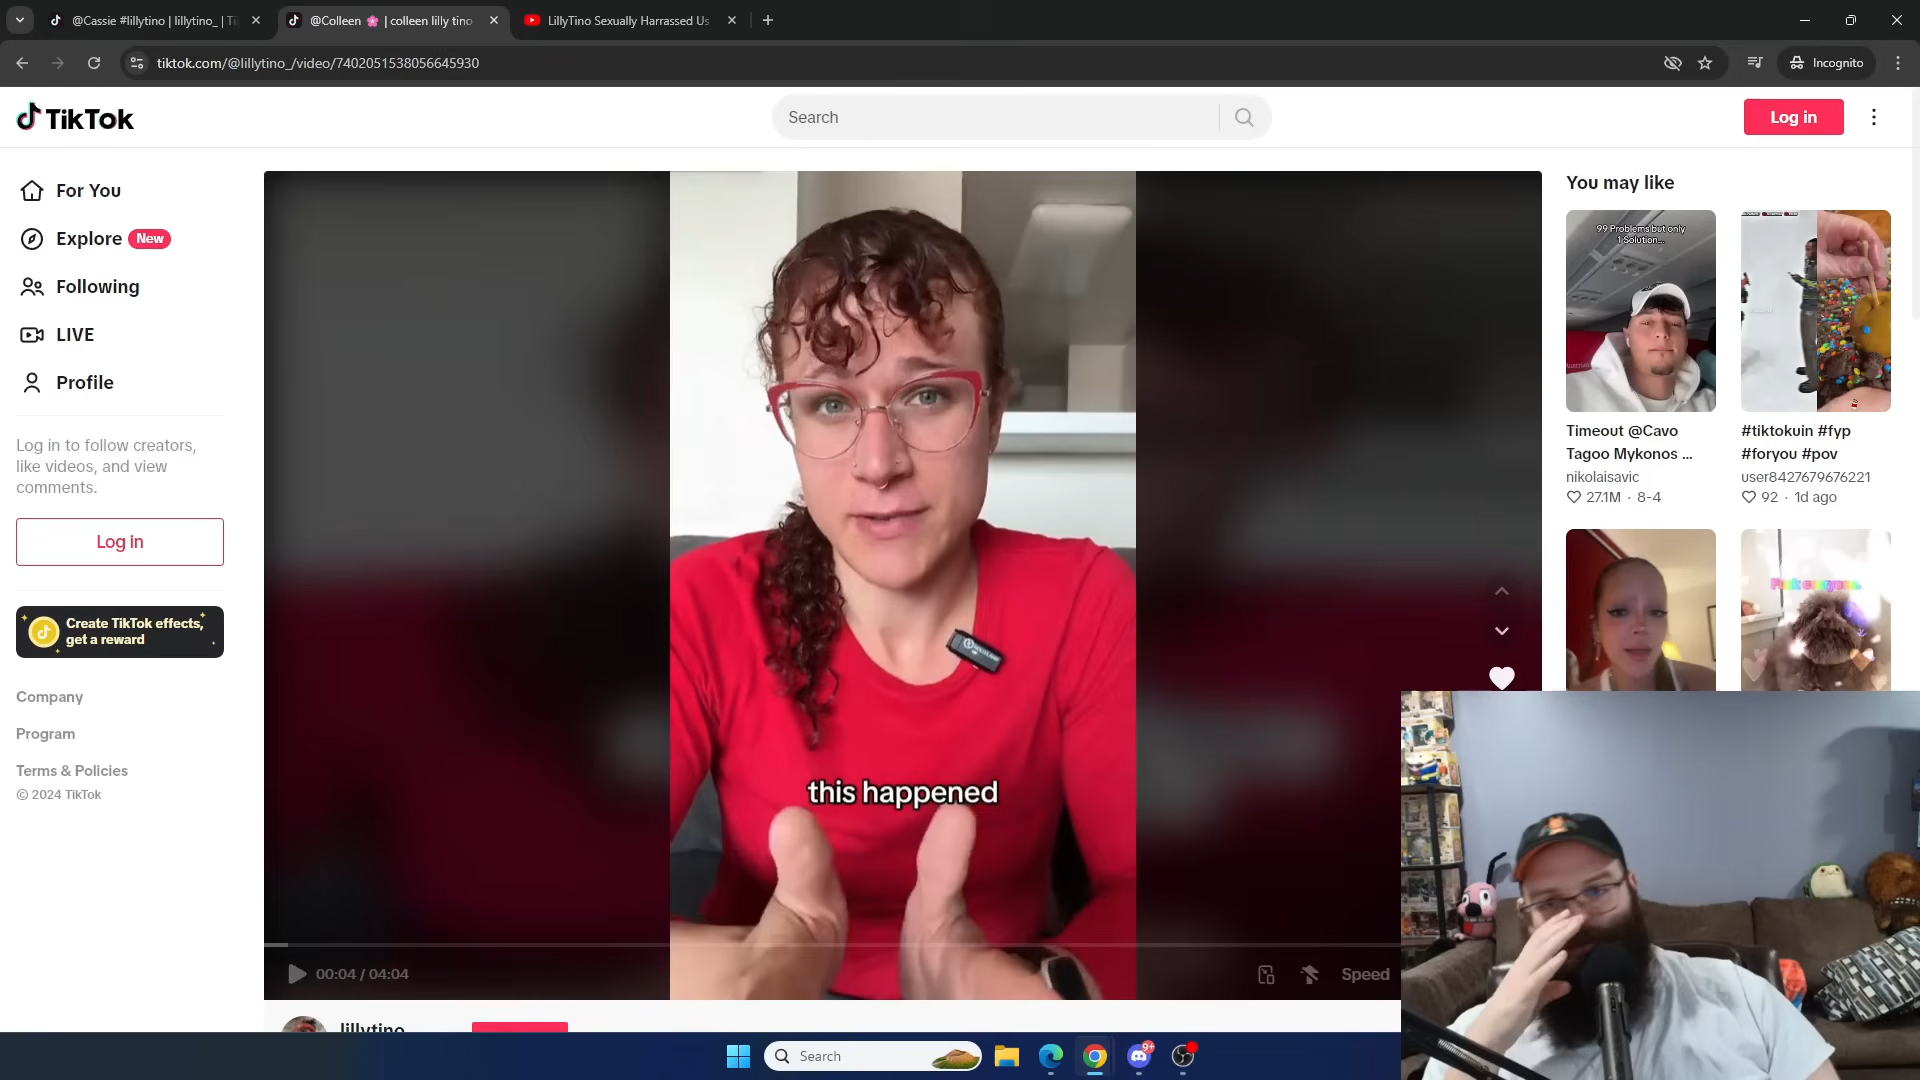 @Cassie #lillytino | lillytino_ | Ti
@Colleen 🌸 | colleen lilly tino
LillyTino Sexually Harrassed Us
tiktok.com/@lillytino_/video/7402051538056645930
Incognito
TikTok
Search
Log in
For You
Explore New
Following
LIVE
Profile
Log in to follow creators,
like videos, and view
comments.
Log in
Create TikTok effects,
get a reward
Company
Program
Terms & Policies
© 2024 TikTok
this happened
00:04 / 04:04
Speed
lillytino
You may like
99 Problems but only
1 Solution...
Timeout @Cavo
Tagoo Mykonos ...
nikolaisavic
27.1M · 8-4
#tiktokuin #fyp
#foryou #pov
user8427679676221
92 · 1d ago
Search
9+